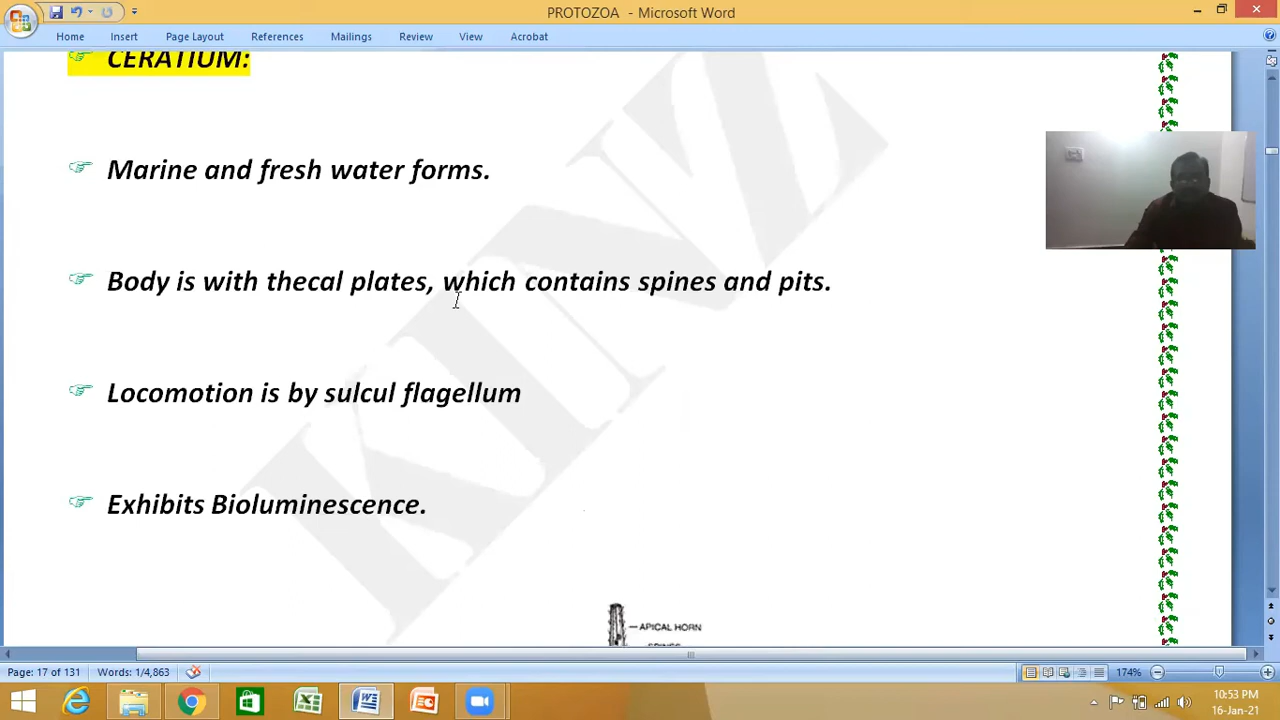 PROTOZOA - Microsoft Word
Home Insert Page Layout References Mailings Review View Acrobat
CERATIUM:
Marine and fresh water forms.
Body is with thecal plates, which contains spines and pits.
Locomotion is by sulcul flagellum
Exhibits Bioluminescence.
KINZ
APICAL HORN
SPINES
Page: 17 of 131 Words: 1/4,863 174%
10:53 PM
16-Jan-21